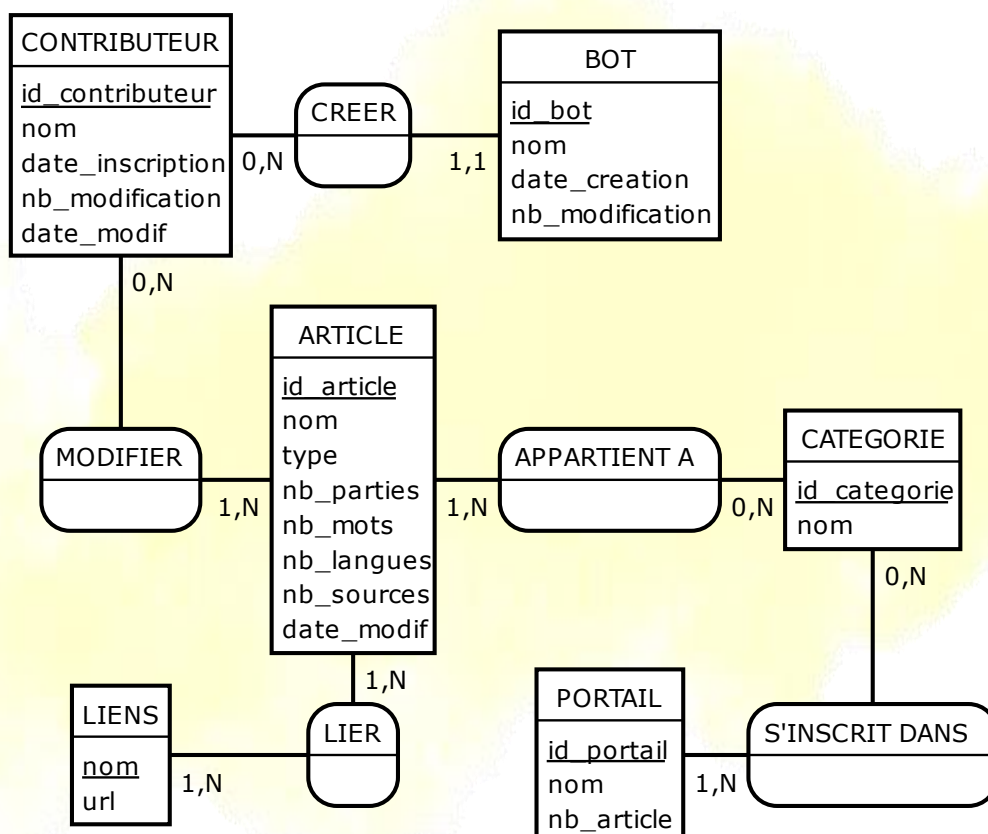 CONTRIBUTEUR
id_contributeur
nom
date_inscription
nb_modification
date_modif
0,N
CREER
1,1
BOT
id_bot
nom
date_creation
nb_modification
0,N
MODIFIER
1,N
ARTICLE
id_article
nom
type
nb_parties
nb_mots
nb_langues
nb_sources
date_modif
1,N
APPARTIENT A
0,N
CATEGORIE
id_categorie
nom
0,N
1,N
LIENS
nom
url
1,N
LIER
PORTAIL
id_portail
nom
nb_article
1,N
S'INSCRIT DANS